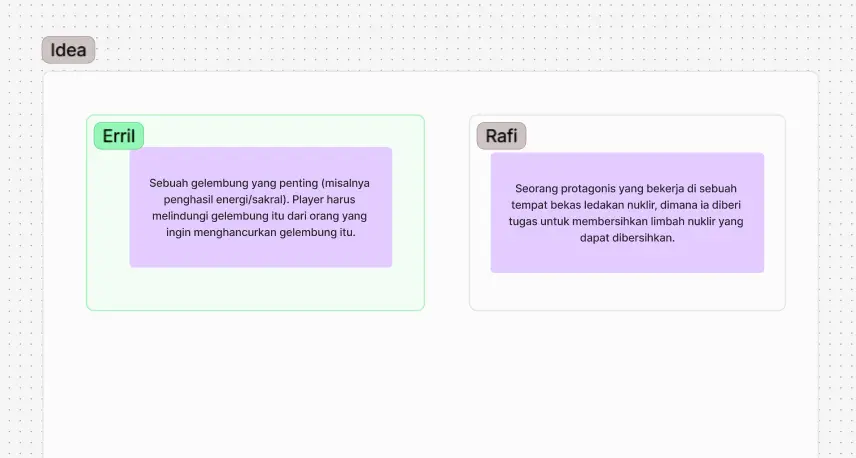 Idea
Erril
Sebuah gelembung yang penting (misalnya
penghasil energi/sakral). Player harus
melindungi gelembung itu dari orang yang
ingin menghancurkan gelembung itu.
Rafi
Seorang protagonis yang bekerja di sebuah
tempat bekas ledakan nuklir, dimana ia diberi
tugas untuk membersihkan limbah nuklir yang
dapat dibersihkan.